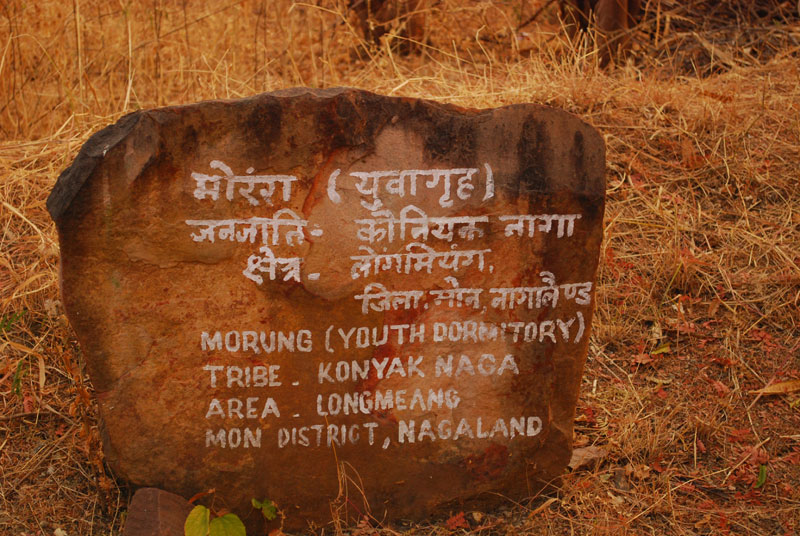 मोरंग (युवागृह)
जनजाति- कोनियक नागा
क्षेत्र - लोंगमियंग,
जिला. मोन, नागालैण्ड
MORUNG (YOUTH DORMITORY)
TRIBE - KONYAK NAGA
AREA - LONGMEANG
MON DISTRICT, NAGALAND